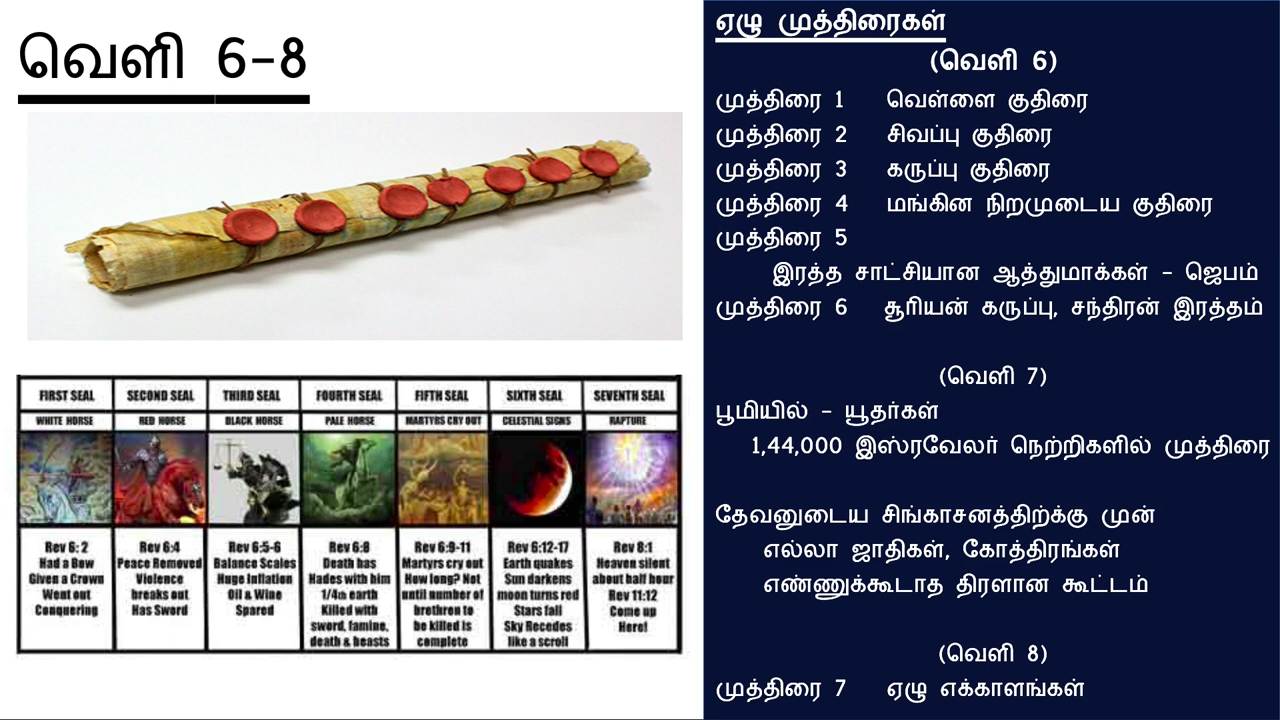 வெளி 6-8
FIRST SEAL SECOND SEAL THIRD SEAL FOURTH SEAL FIFTH SEAL SIXTH SEAL SEVENTH SEAL
WHITE HORSE RED HORSE BLACK HORSE PALE HORSE MARTYRS CRY OUT CELESTIAL SIGNS RAPTURE
Rev 6: 2
Had a Bow
Given a Crown
Went out
Conquering
Rev 6:4
Peace Removed
Violence
breaks out
Has Sword
Rev 6:5-6
Balance Scales
Huge Inflation
Oil & Wine
Spared
Rev 6:8
Death has
Hades with him
1/4th earth
Killed with
sword, famine,
death & beasts
Rev 6:9-11
Martyrs cry out
How long? Not
until number of
brethren to
be killed is
complete
Rev 6:12-17
Earth quakes
Sun darkens
moon turns red
Stars fall
Sky Recedes
like a scroll
Rev 8:1
Heaven silent
about half hour
Rev 11:12
Come up
Here!
ஏழு முத்திரைகள்
(வெளி 6)
முத்திரை 1 வெள்ளை குதிரை
முத்திரை 2 சிவப்பு குதிரை
முத்திரை 3 கருப்பு குதிரை
முத்திரை 4 மங்கின நிறமுடைய குதிரை
முத்திரை 5
இரத்த சாட்சியான ஆத்துமாக்கள் - ஜெபம்
முத்திரை 6 சூரியன் கருப்பு, சந்திரன் இரத்தம்
(வெளி 7)
பூமியில் - யூதர்கள்
1,44,000 இஸ்ரவேலர் நெற்றிகளில் முத்திரை
தேவனுடைய சிங்காசனத்திற்க்கு முன்
எல்லா ஜாதிகள், கோத்திரங்கள்
எண்ணுக்கூடாத திரளான கூட்டம்
(வெளி 8)
முத்திரை 7 ஏழு எக்காளங்கள்